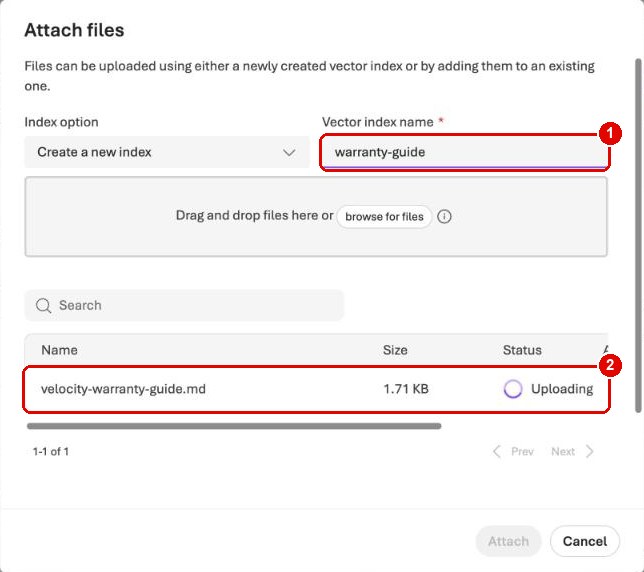 Attach files
Files can be uploaded using either a newly created vector index or by adding them to an existing
one.
Index option
Vector index name *
1
Create a new index
warranty-guide
Drag and drop files here or browse for files
Search
Name Size Status
2
velocity-warranty-guide.md 1.71 KB Uploading
1-1 of 1
Prev Next
Attach Cancel